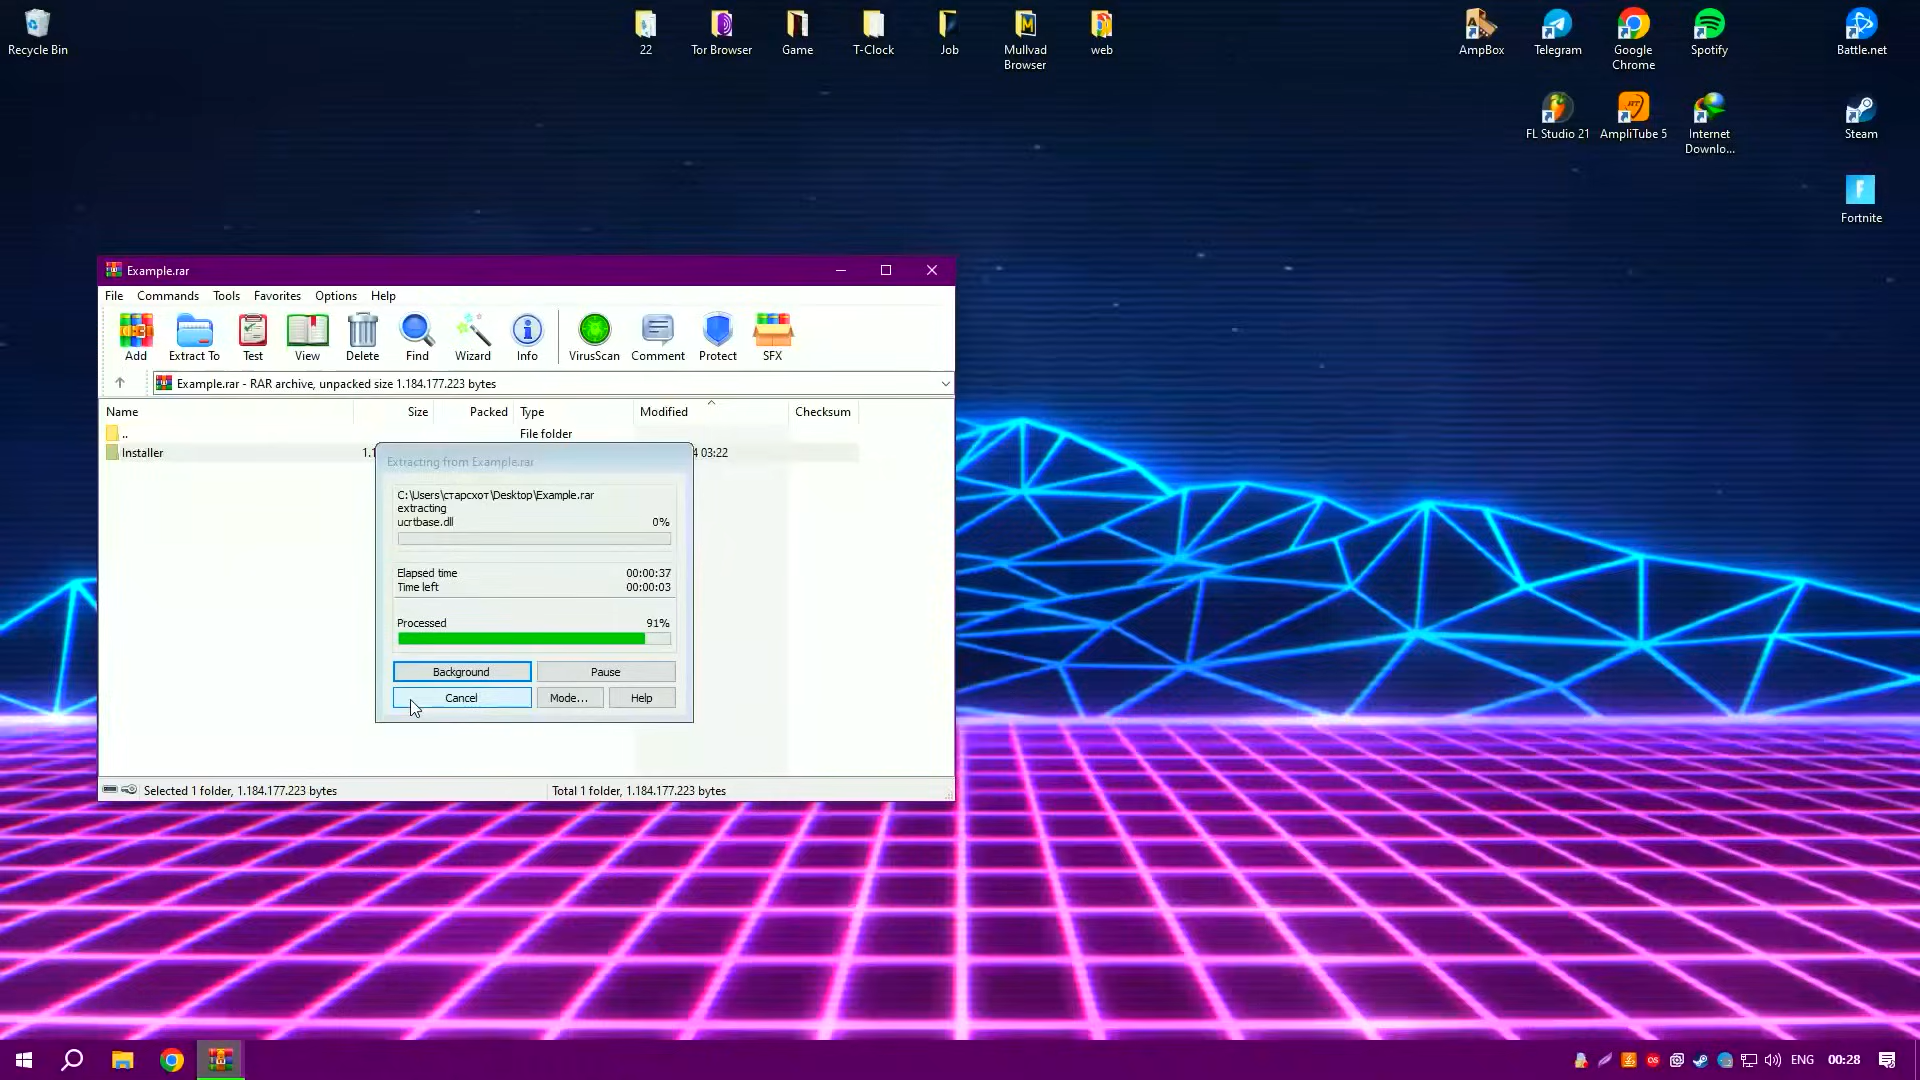 Recycle Bin
22
Tor Browser
Game
T-Clock
Job
Mullvad
Browser
web
AmpBox
Telegram
Google
Chrome
Spotify
Battle.net
FL Studio 21
AmpliTube 5
Internet
Downlo...
Steam
Fortnite
Example.rar
File Commands Tools Favorites Options Help
Add Extract To Test View Delete Find Wizard Info VirusScan Comment Protect SFX
Example.rar - RAR archive, unpacked size 1.184.177.223 bytes
Name Size Packed Type Modified Checksum
.. File folder
Installer 1.1 4 03:22
Extracting from Example.rar
C:\Users\старсхот\Desktop\Example.rar
extracting
ucrtbase.dll 0%
Elapsed time 00:00:37
Time left 00:00:03
Processed 91%
Background Pause
Cancel Mode... Help
Selected 1 folder, 1.184.177.223 bytes Total 1 folder, 1.184.177.223 bytes
ENG 00:28